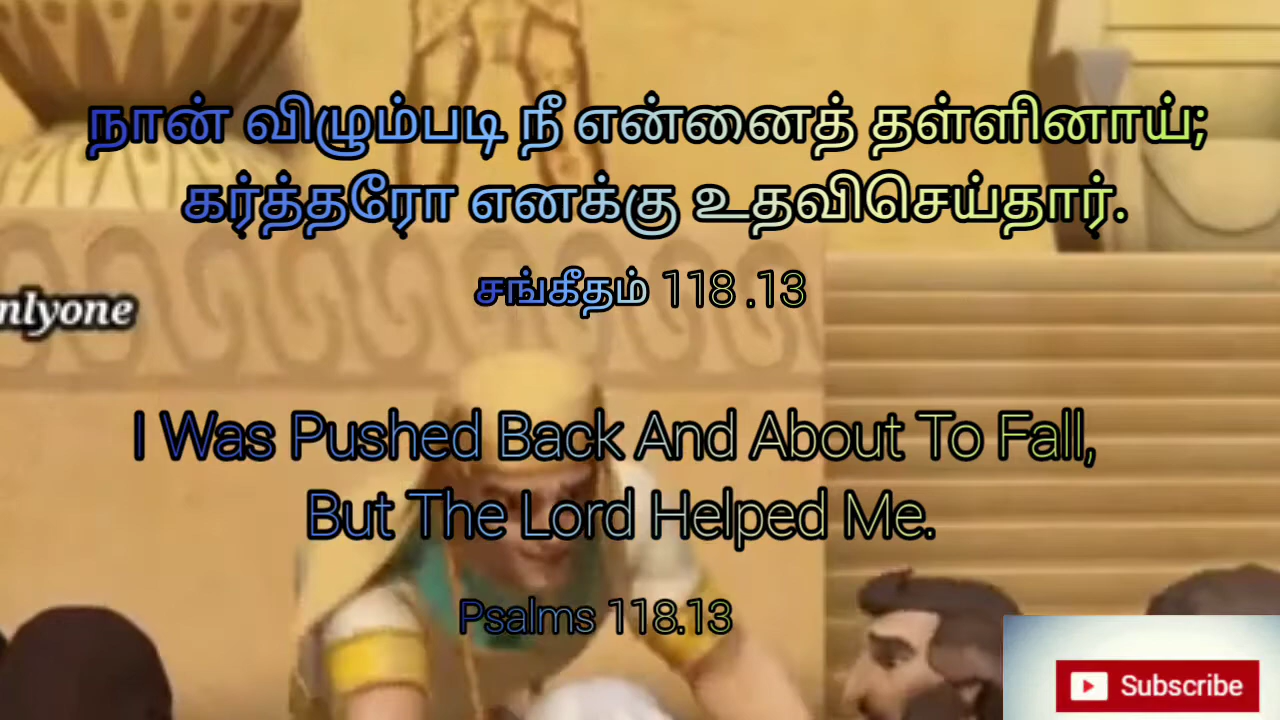 நான் விழும்படி நீ என்னைத் தள்ளினாய்;
கர்த்தரோ எனக்கு உதவிசெய்தார்.
சங்கீதம் 118 .13
nlyone
I Was Pushed Back And About To Fall,
But The Lord Helped Me.
Psalms 118.13
Subscribe